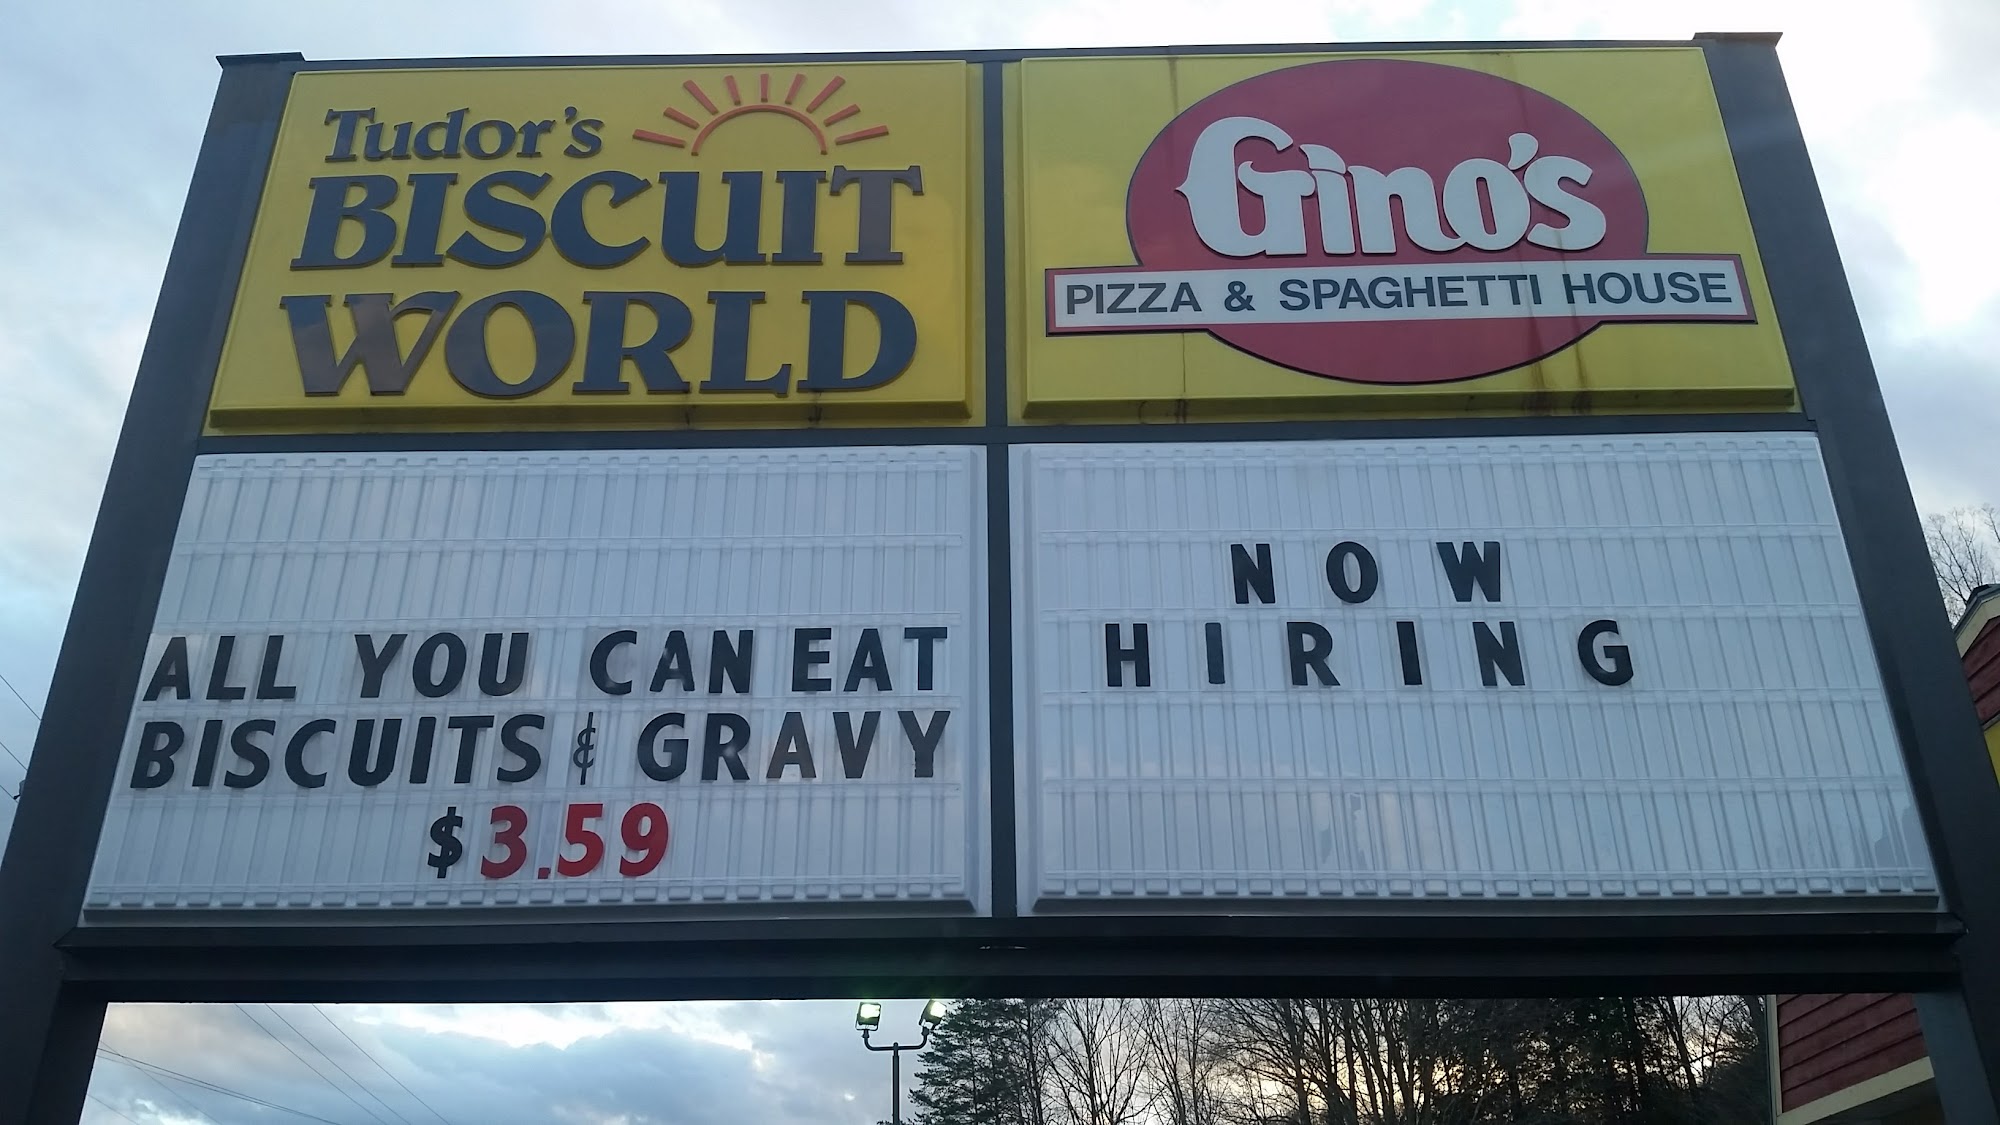 Tudor's
BISCUIT
WORLD
Gino's
PIZZA & SPAGHETTI HOUSE
ALL YOU CAN EAT
BISCUITS & GRAVY
$3.59
NOW
HIRING